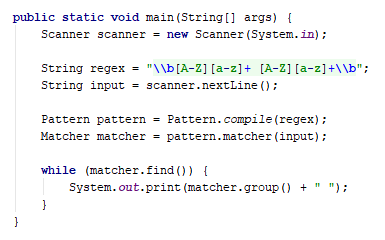 public static void main(String[] args) {
    Scanner scanner = new Scanner(System.in);
    String regex = "\\b[A-Z][a-z]+ [A-Z][a-z]+\\b";
    String input = scanner.nextLine();
    Pattern pattern = Pattern.compile(regex);
    Matcher matcher = pattern.matcher(input);
    while (matcher.find()) {
        System.out.print(matcher.group() + " ");
    }
}